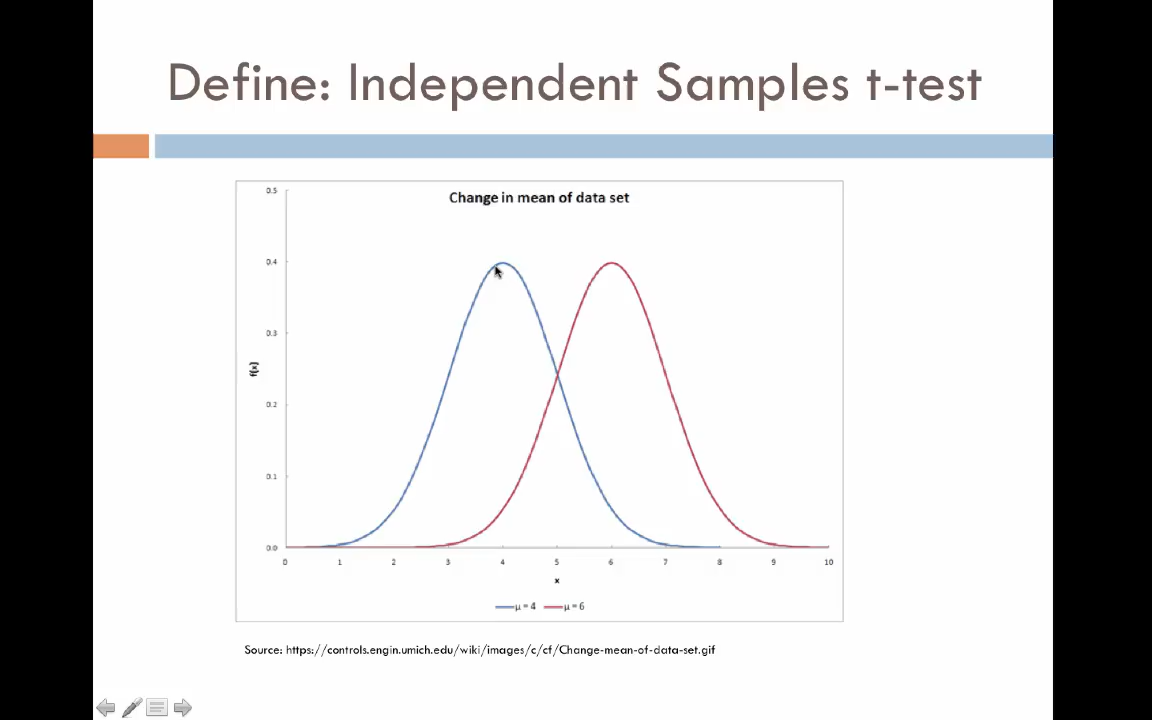 Define: Independent Samples t-test
Change in mean of data set
0.5
0.4
0.3
f(x)
0.2
0.1
0.0
0 1 2 3 4 5 6 7 8 9 10
x
μ = 4 μ = 6
Source: https://controls.engin.umich.edu/wiki/images/c/cf/Change-mean-of-data-set.gif